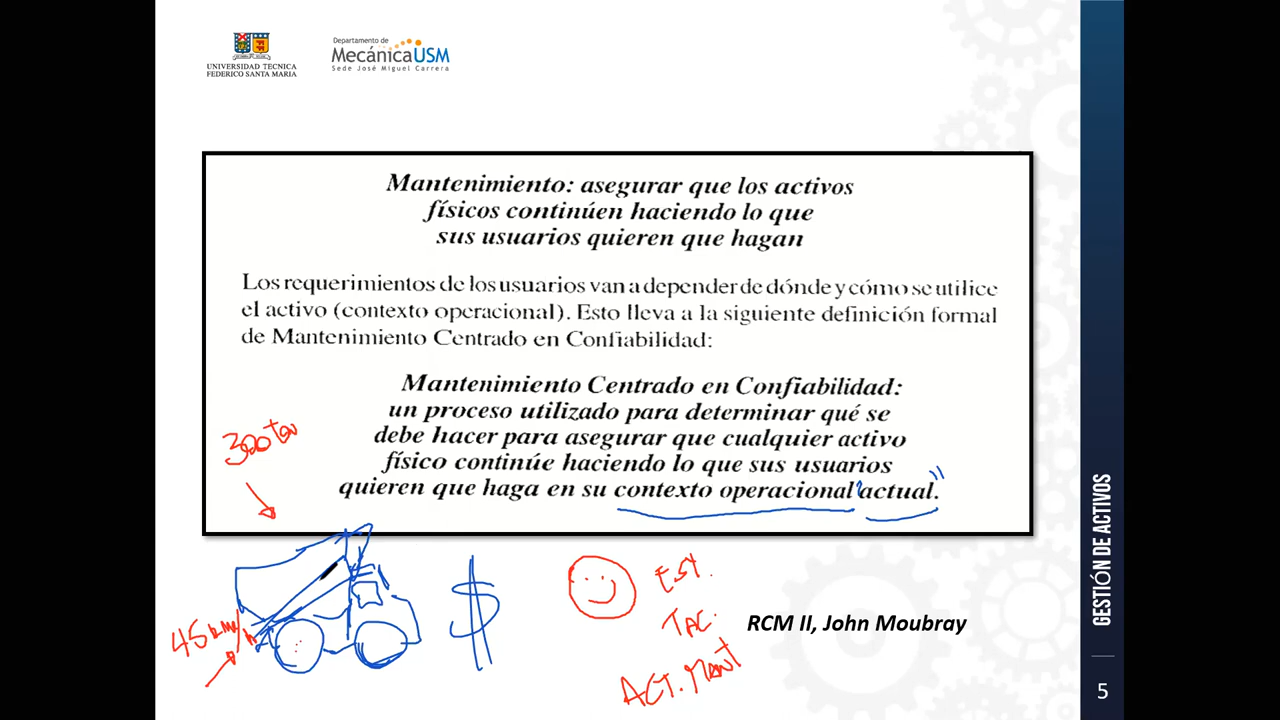 UNIVERSIDAD TECNICA
FEDERICO SANTA MARIA
Departamento de
MecánicaUSM
Sede José Miguel Carrera
Mantenimiento: asegurar que los activos
físicos continúen haciendo lo que
sus usuarios quieren que hagan
Los requerimientos de los usuarios van a depender de dónde y cómo se utilice
el activo (contexto operacional). Esto lleva a la siguiente definición formal
de Mantenimiento Centrado en Confiabilidad:
Mantenimiento Centrado en Confiabilidad:
un proceso utilizado para determinar qué se
debe hacer para asegurar que cualquier activo
físico continúe haciendo lo que sus usuarios
quieren que haga en su contexto operacional "actual."
300 ton
45 km/h
$
EST.
TAC.
ACT. MANT
RCM II, John Moubray
GESTIÓN DE ACTIVOS
5